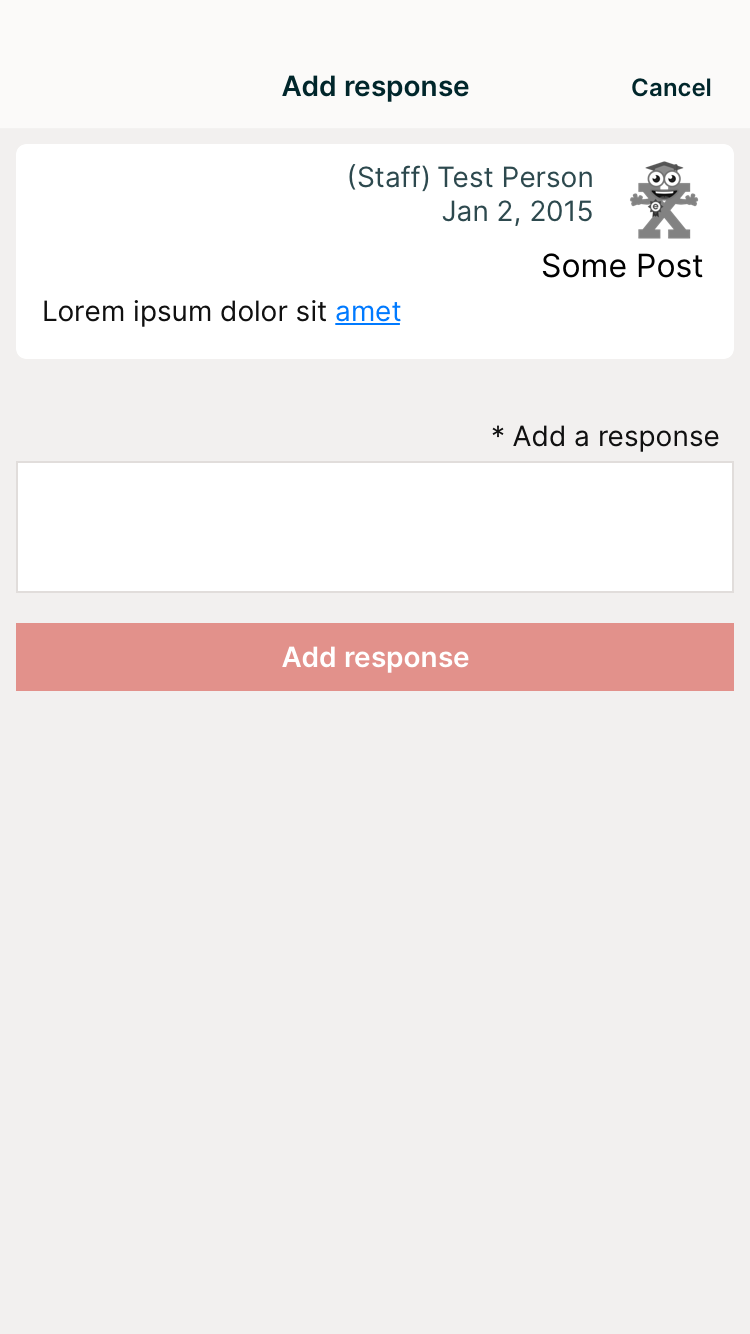 Add response
Cancel
(Staff) Test Person
Jan 2, 2015
Some Post
Lorem ipsum dolor sit amet
* Add a response
Add response